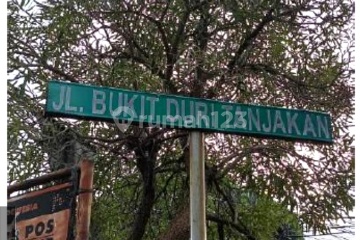 JL. BUKIT DURI TANJAKAN
rumah123
POS